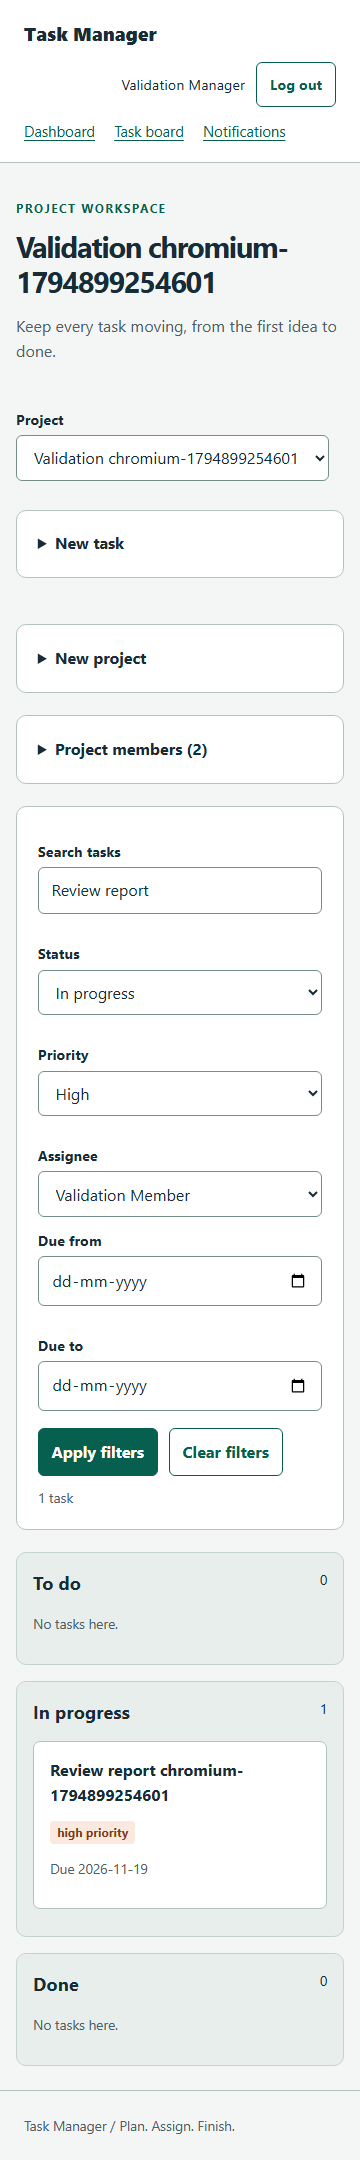 Task Manager
Validation Manager
Log out
Dashboard
Task board
Notifications
PROJECT WORKSPACE
Validation chromium-
1794899254601
Keep every task moving, from the first idea to
done.
Project
Validation chromium-1794899254601
New task
New project
Project members (2)
Search tasks
Review report
Status
In progress
Priority
High
Assignee
Validation Member
Due from
dd-mm-yyyy
Due to
dd-mm-yyyy
Apply filters
Clear filters
1 task
To do
0
No tasks here.
In progress
1
Review report chromium-
1794899254601
high priority
Due 2026-11-19
Done
0
No tasks here.
Task Manager / Plan. Assign. Finish.